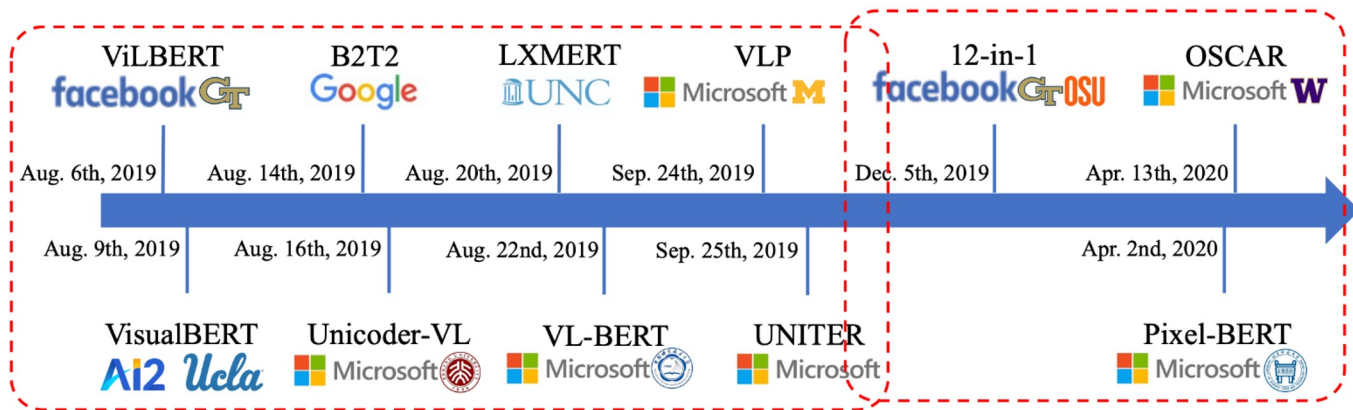 ViLBERT
facebook GT
B2T2
Google
LXMERT
UNC
VLP
Microsoft M
12-in-1
facebook GT OSU
OSCAR
Microsoft W
Aug. 6th, 2019
Aug. 14th, 2019
Aug. 20th, 2019
Sep. 24th, 2019
Dec. 5th, 2019
Apr. 13th, 2020
Aug. 9th, 2019
Aug. 16th, 2019
Aug. 22nd, 2019
Sep. 25th, 2019
Apr. 2nd, 2020
VisualBERT
Ai2 Ucla
Unicoder-VL
Microsoft
VL-BERT
Microsoft
UNITER
Microsoft
Pixel-BERT
Microsoft